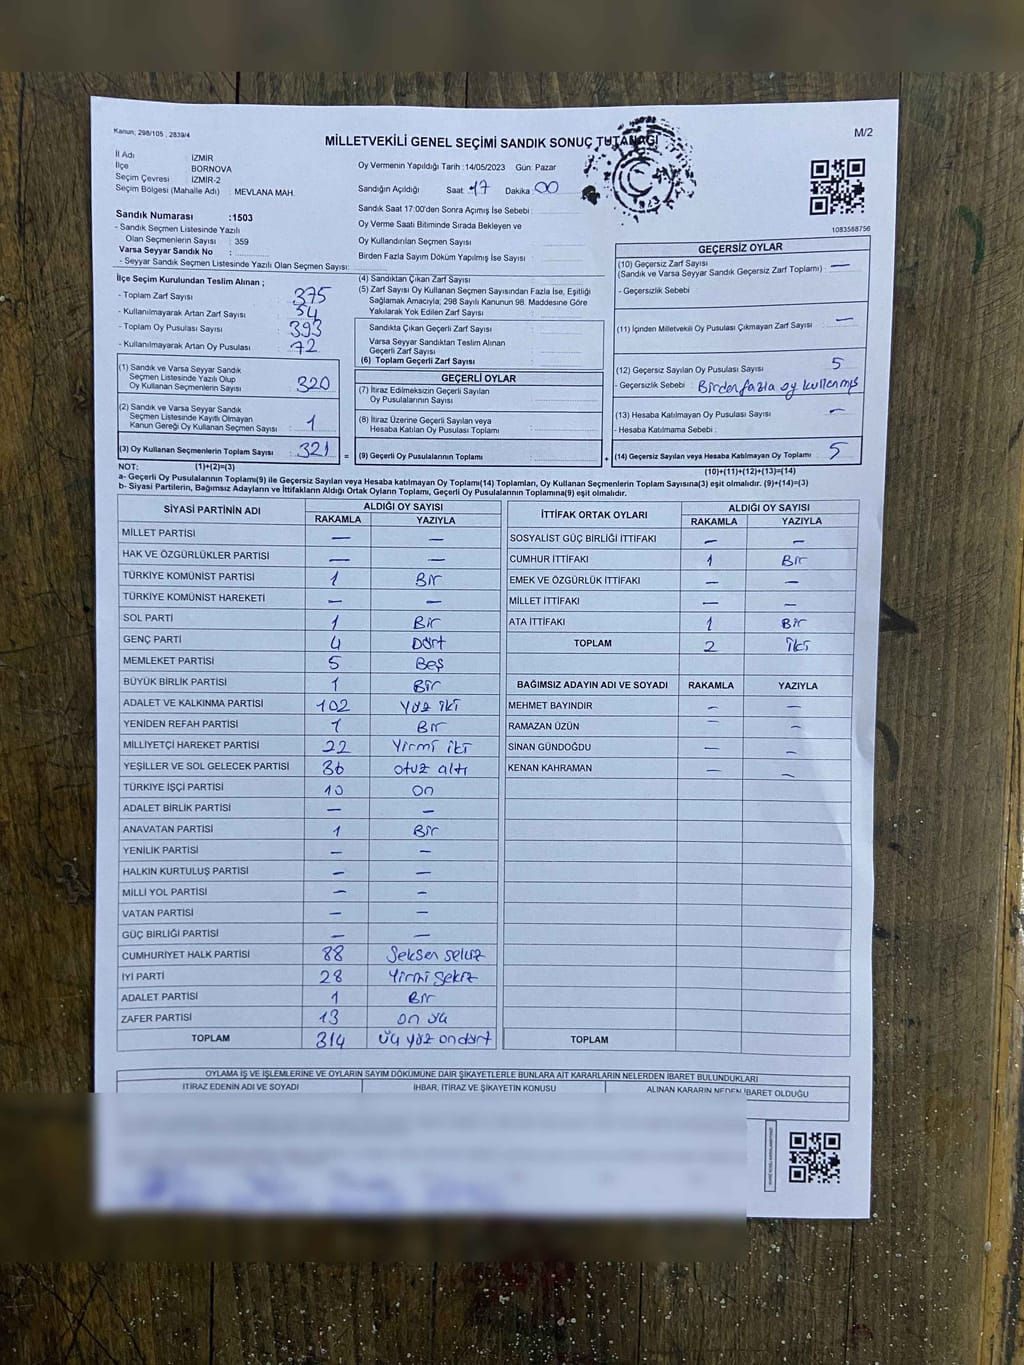 Kanun; 298/105 , 2839/4
MİLLETVEKİLİ GENEL SEÇİMİ SANDIK SONUÇ TUTANAĞI
M/2
İl Adı : İZMİR
İlçe : BORNOVA
Seçim Çevresi : İZMİR-2
Seçim Bölgesi (Mahalle Adı) : MEVLANA MAH.
Oy Vermenin Yapıldığı Tarih :14/05/2023 Gün: Pazar
Sandığın Açıldığı Saat :17 Dakika :00
Sandık Saat 17:00'den Sonra Açımış İse Sebebi :
Oy Verme Saati Bitiminde Sırada Bekleyen ve
Oy Kullandırılan Seçmen Sayısı
Birden Fazla Sayım Döküm Yapılmış İse Sayısı :
1083568756
Sandık Numarası :1503
- Sandık Seçmen Listesinde Yazılı
Olan Seçmenlerin Sayısı : 359
Varsa Seyyar Sandık No :
- Seyyar Sandık Seçmen Listesinde Yazılı Olan Seçmen Sayısı:
İlçe Seçim Kurulundan Teslim Alınan ;
- Toplam Zarf Sayısı : 375
- Kullanılmayarak Artan Zarf Sayısı : 54
- Toplam Oy Pusulası Sayısı : 393
- Kullanılmayarak Artan Oy Pusulası : 72
(1) Sandık ve Varsa Seyyar Sandık
Seçmen Listesinde Yazılı Olup
Oy Kullanan Seçmenlerin Sayısı : 320
(2) Sandık ve Varsa Seyyar Sandık
Seçmen Listesinde Kayıtlı Olmayan
Kanun Gereği Oy Kullanan Seçmen Sayısı : 1
(3) Oy Kullanan Seçmenlerin Toplam Sayısı : 321
(4) Sandıktan Çıkan Zarf Sayısı
(5) Zarf Sayısı Oy Kullanan Seçmen Sayısından Fazla İse, Eşitliği
Sağlamak Amacıyla; 298 Sayılı Kanunun 98. Maddesine Göre
Yakılarak Yok Edilen Zarf Sayısı
Sandıkta Çıkan Geçerli Zarf Sayısı
Varsa Seyyar Sandıktan Teslim Alınan
Geçerli Zarf Sayısı
(6) Toplam Geçerli Zarf Sayısı
GEÇERLİ OYLAR
(7) İtiraz Edilmeksizin Geçerli Sayılan
Oy Pusulalarının Sayısı
(8) İtiraz Üzerine Geçerli Sayılan veya
Hesaba Katılan Oy Pusulası Toplamı
= (9) Geçerli Oy Pusulalarının Toplamı
GEÇERSİZ OYLAR
(10) Geçersiz Zarf Sayısı
(Sandık ve Varsa Seyyar Sandık Geçersiz Zarf Toplamı) : —
- Geçersizlik Sebebi :
(11) İçinden Milletvekili Oy Pusulası Çıkmayan Zarf Sayısı : —
(12) Geçersiz Sayılan Oy Pusulası Sayısı : 5
- Geçersizlik Sebebi : Birden fazla oy kullanmış
(13) Hesaba Katılmayan Oy Pusulası Sayısı : —
- Hesaba Katılmama Sebebi :
+ (14) Geçersiz Sayılan veya Hesaba Katılmayan Oy Toplamı : 5
NOT: (1)+(2)=(3)
(10)+(11)+(12)+(13)=(14)
a- Geçerli Oy Pusulalarının Toplamı(9) ile Geçersiz Sayılan veya Hesaba katılmayan Oy Toplamı(14) Toplamları, Oy Kullanan Seçmenlerin Toplam Sayısına(3) eşit olmalıdır. (9)+(14)=(3)
b- Siyasi Partilerin, Bağımsız Adayların ve İttifakların Aldığı Ortak Oyların Toplamı, Geçerli Oy Pusulalarının Toplamına(9) eşit olmalıdır.
SİYASİ PARTİNİN ADI ALDIĞI OY SAYISI
RAKAMLA YAZIYLA
MİLLET PARTİSİ — —
HAK VE ÖZGÜRLÜKLER PARTİSİ — —
TÜRKİYE KOMÜNİST PARTİSİ 1 Bir
TÜRKİYE KOMÜNİST HAREKETİ — —
SOL PARTİ 1 Bir
GENÇ PARTİ 4 Dört
MEMLEKET PARTİSİ 5 Beş
BÜYÜK BİRLİK PARTİSİ 1 Bir
ADALET VE KALKINMA PARTİSİ 102 Yüz iki
YENİDEN REFAH PARTİSİ 1 Bir
MİLLİYETÇİ HAREKET PARTİSİ 22 Yirmi iki
YEŞİLLER VE SOL GELECEK PARTİSİ 36 otuz altı
TÜRKİYE İŞÇİ PARTİSİ 10 On
ADALET BİRLİK PARTİSİ — —
ANAVATAN PARTİSİ 1 Bir
YENİLİK PARTİSİ — —
HALKIN KURTULUŞ PARTİSİ — —
MİLLİ YOL PARTİSİ — —
VATAN PARTİSİ — —
GÜÇ BİRLİĞİ PARTİSİ — —
CUMHURİYET HALK PARTİSİ 88 Seksen sekiz
İYİ PARTİ 28 Yirmi Sekiz
ADALET PARTİSİ 1 Bir
ZAFER PARTİSİ 13 on üç
TOPLAM 314 üç yüz ondört
İTTİFAK ORTAK OYLARI ALDIĞI OY SAYISI
RAKAMLA YAZIYLA
SOSYALİST GÜÇ BİRLİĞİ İTTİFAKI — —
CUMHUR İTTİFAKI 1 Bir
EMEK VE ÖZGÜRLÜK İTTİFAKI — —
MİLLET İTTİFAKI — —
ATA İTTİFAKI 1 Bir
TOPLAM 2 iki
BAĞIMSIZ ADAYIN ADI VE SOYADI RAKAMLA YAZIYLA
MEHMET BAYINDIR — —
RAMAZAN ÜZÜN — —
SİNAN GÜNDOĞDU — —
KENAN KAHRAMAN — —
TOPLAM
OYLAMA İŞ VE İŞLEMLERİNE VE OYLARIN SAYIM DÖKÜMÜNE DAİR ŞİKAYETLERLE BUNLARA AİT KARARLARIN NELERDEN İBARET BULUNDUKLARI
İTİRAZ EDENİN ADI VE SOYADI İHBAR, İTİRAZ VE ŞİKAYETİN KONUSU ALINAN KARARIN NEDEN İBARET OLDUĞU